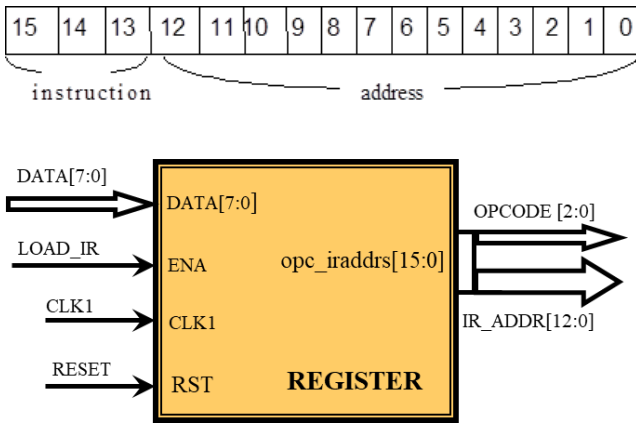 15 14 13 12 11 10 9 8 7 6 5 4 3 2 1 0
instruction address
DATA[7:0]
DATA[7:0]
OPCODE [2:0]
LOAD_IR
ENA
opc_iraddrs[15:0]
CLK1
CLK1
IR_ADDR[12:0]
RESET
RST
REGISTER